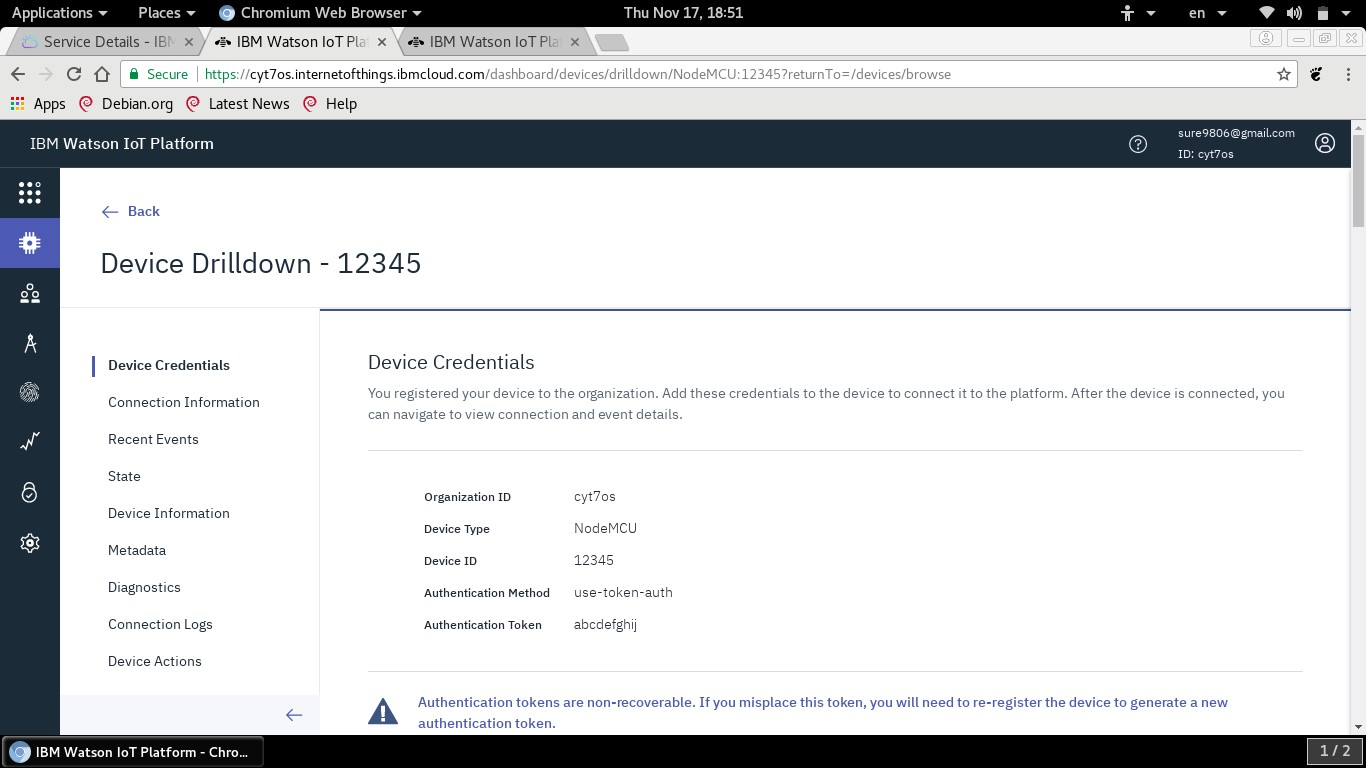 Applications Places Chromium Web Browser Thu Nov 17, 18:51 en
Service Details - IBM IBM Watson IoT Pla IBM Watson IoT Pla
Secure https://cyt7os.internetofthings.ibmcloud.com/dashboard/devices/drilldown/NodeMCU:12345?returnTo=/devices/browse
Apps Debian.org Latest News Help
IBM Watson IoT Platform
sure9806@gmail.com
ID: cyt7os
Back
Device Drilldown - 12345
Device Credentials
Connection Information
Recent Events
State
Device Information
Metadata
Diagnostics
Connection Logs
Device Actions
Device Credentials
You registered your device to the organization. Add these credentials to the device to connect it to the platform. After the device is connected, you
can navigate to view connection and event details.
Organization ID cyt7os
Device Type NodeMCU
Device ID 12345
Authentication Method use-token-auth
Authentication Token abcdefghij
Authentication tokens are non-recoverable. If you misplace this token, you will need to re-register the device to generate a new
authentication token.
IBM Watson IoT Platform - Chro... 1 / 2